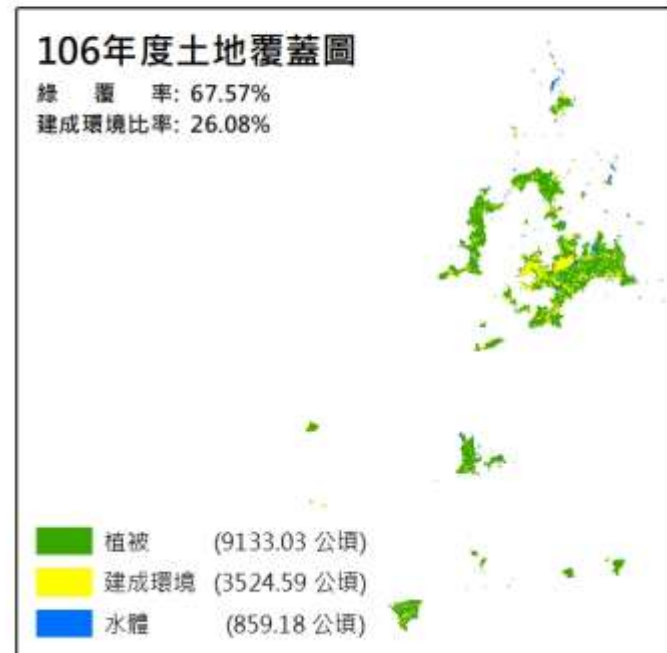 106年度土地覆蓋圖
綠 覆 率: 67.57%
建成環境比率: 26.08%
植被 (9133.03 公頃)
建成環境 (3524.59 公頃)
水體 (859.18 公頃)